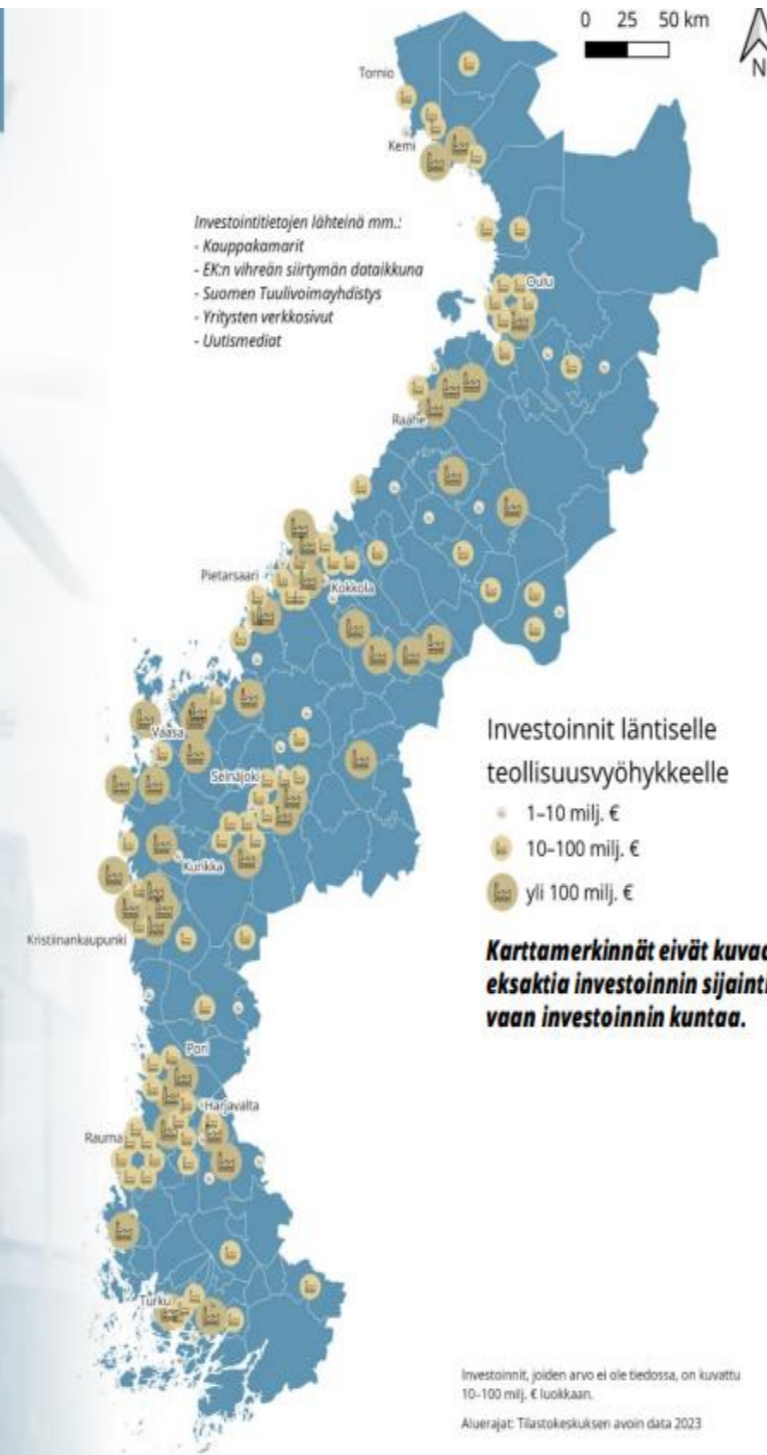 0 25 50 km
N
Tornio
Kemi
Investointitietojen lähteinä mm.:
- Kauppakamarit
- EK:n vihreän siirtymän dataikkuna
- Suomen Tuulivoimayhdistys
- Yritysten verkkosivut
- Uutismediat
Oulu
Raahe
Pietarsaari
Kokkola
Vaasa
Seinäjoki
Kurikka
Kristiinankaupunki
Investoinnit läntiselle
teollisuusvyöhykkeelle
1–10 milj. €
10–100 milj. €
yli 100 milj. €
Karttamerkinnät eivät kuvaa
eksaktia investoinnin sijainti
vaan investoinnin kuntaa.
Pori
Harjavalta
Rauma
Turku
Investoinnit, joiden arvo ei ole tiedossa, on kuvattu
10-100 milj. € luokkaan.
Aluerajat: Tilastokeskuksen avoin data 2023